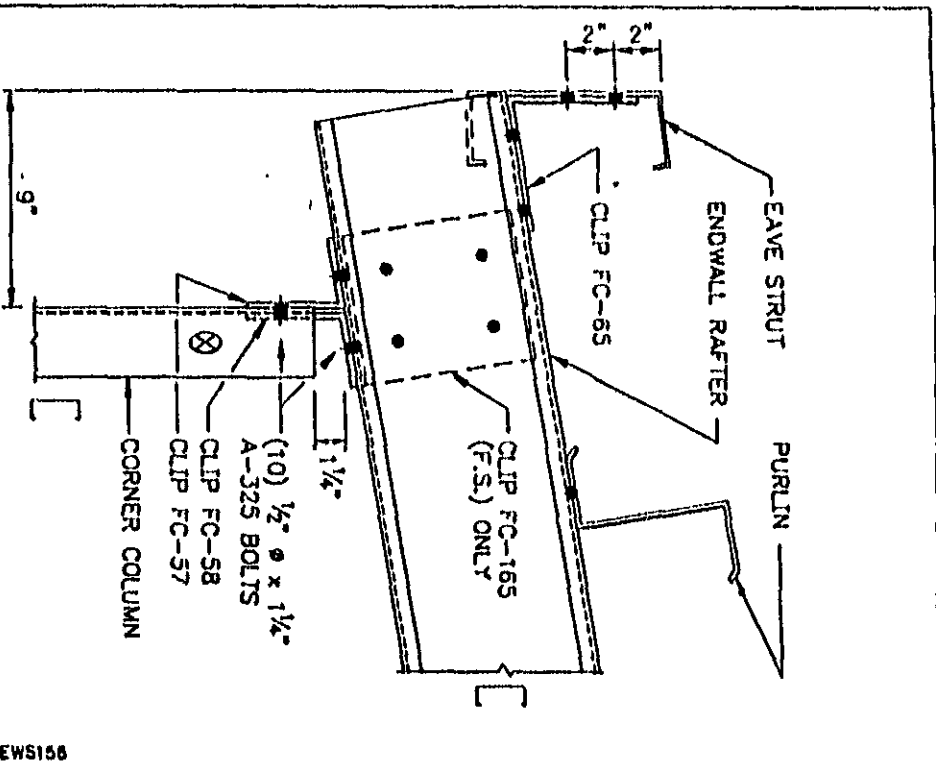 2" 2"
EAVE STRUT
ENDWALL RAFTER
PURLIN
CLIP FC-65
9"
CLIP FC-165
(F.S.) ONLY
1¼"
(10) ½" ø x 1¼"
A-325 BOLTS
CLIP FC-58
CLIP FC-57
CORNER COLUMN
EWS156